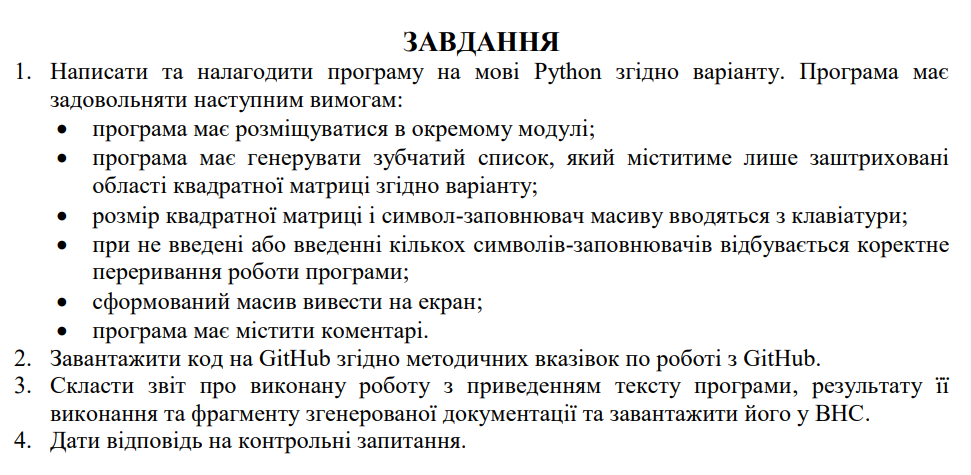 ЗАВДАННЯ
1. Написати та налагодити програму на мові Python згідно варіанту. Програма має
задовольняти наступним вимогам:
• програма має розміщуватися в окремому модулі;
• програма має генерувати зубчатий список, який міститиме лише заштриховані
області квадратної матриці згідно варіанту;
• розмір квадратної матриці і символ-заповнювач масиву вводяться з клавіатури;
• при не введені або введенні кількох символів-заповнювачів відбувається коректне
переривання роботи програми;
• сформований масив вивести на екран;
• програма має містити коментарі.
2. Завантажити код на GitHub згідно методичних вказівок по роботі з GitHub.
3. Скласти звіт про виконану роботу з приведенням тексту програми, результату її
виконання та фрагменту згенерованої документації та завантажити його у ВНС.
4. Дати відповідь на контрольні запитання.